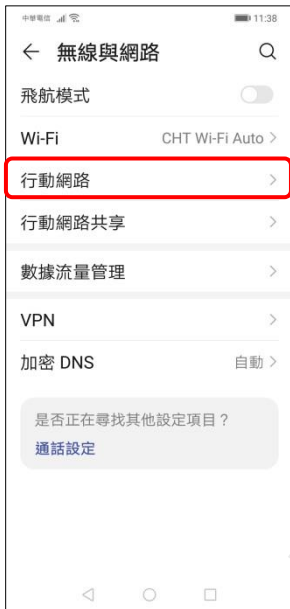 中華電信 11:38
無線與網路
飛航模式
Wi-Fi CHT Wi-Fi Auto
行動網路
行動網路共享
數據流量管理
VPN
加密 DNS 自動
是否正在尋找其他設定項目？
通話設定